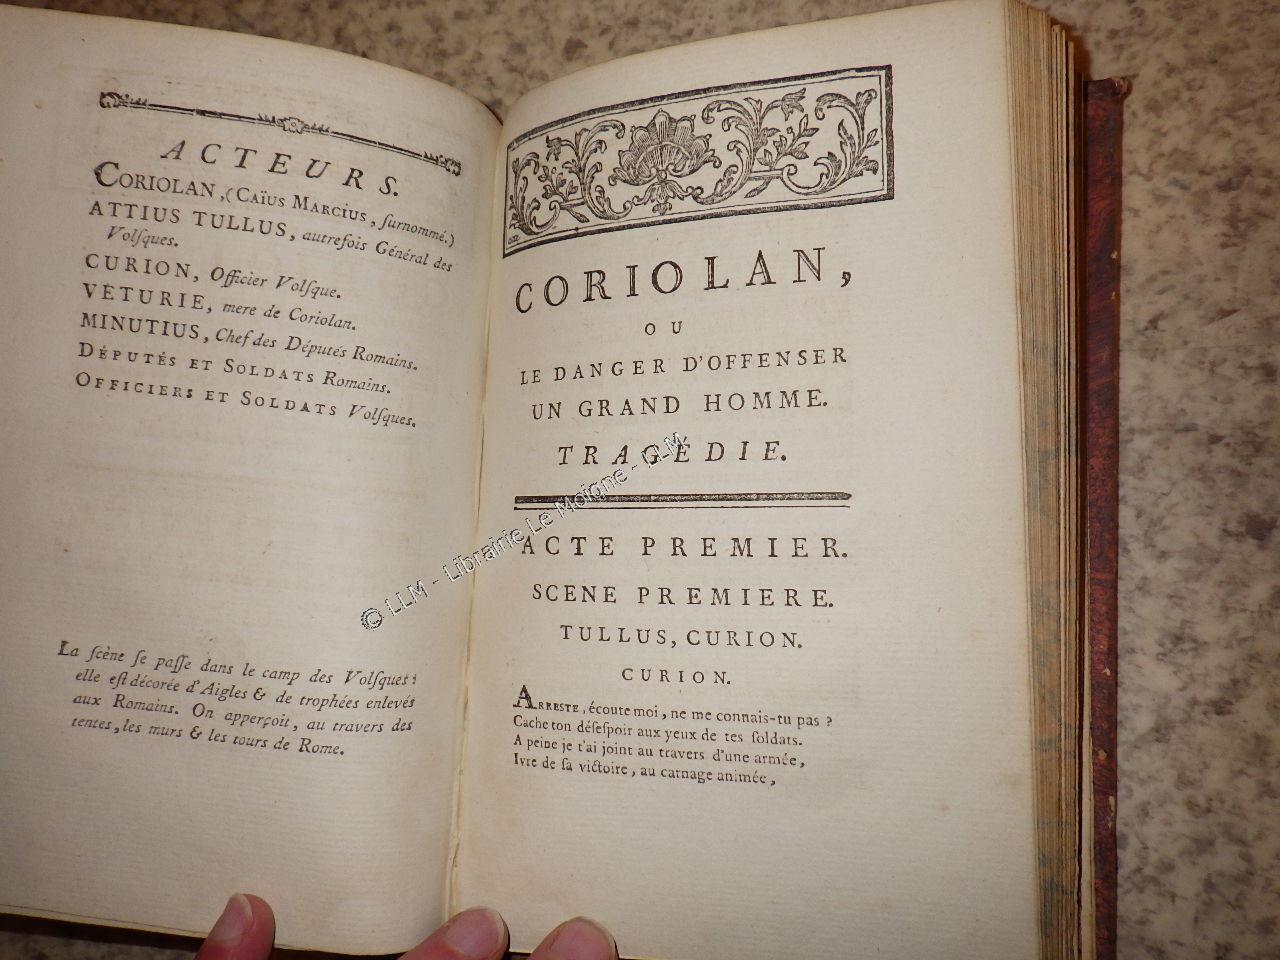 ACTEURS.
CORIOLAN, (CAÏUS MARCIUS, ſurnommé.)
ATTIUS TULLUS, autrefois Général des
Volſques.
CURION, Officier Volſque.
VÉTURIE, mere de Coriolan.
MINUTIUS, Chef des Députés Romains.
DÉPUTÉS ET SOLDATS Romains.
OFFICIERS ET SOLDATS Volſques.
La ſcène ſe paſſe dans le camp des Volſques :
elle eſt décorée d'Aigles & de trophées enlevés
aux Romains. On apperçoit, au travers des
tentes, les murs & les tours de Rome.
CORIOLAN,
OU
LE DANGER D'OFFENSER
UN GRAND HOMME.
TRAGÉDIE.
ACTE PREMIER.
SCENE PREMIERE.
TULLUS, CURION.
CURION.
ARRESTE, écoute moi, ne me connais-tu pas ?
Cache ton déſeſpoir aux yeux de tes ſoldats.
A peine je t'ai joint au travers d'une armée,
Ivre de ſa victoire, au carnage animée,
© LLM - Librairie Le Moigne - LLM